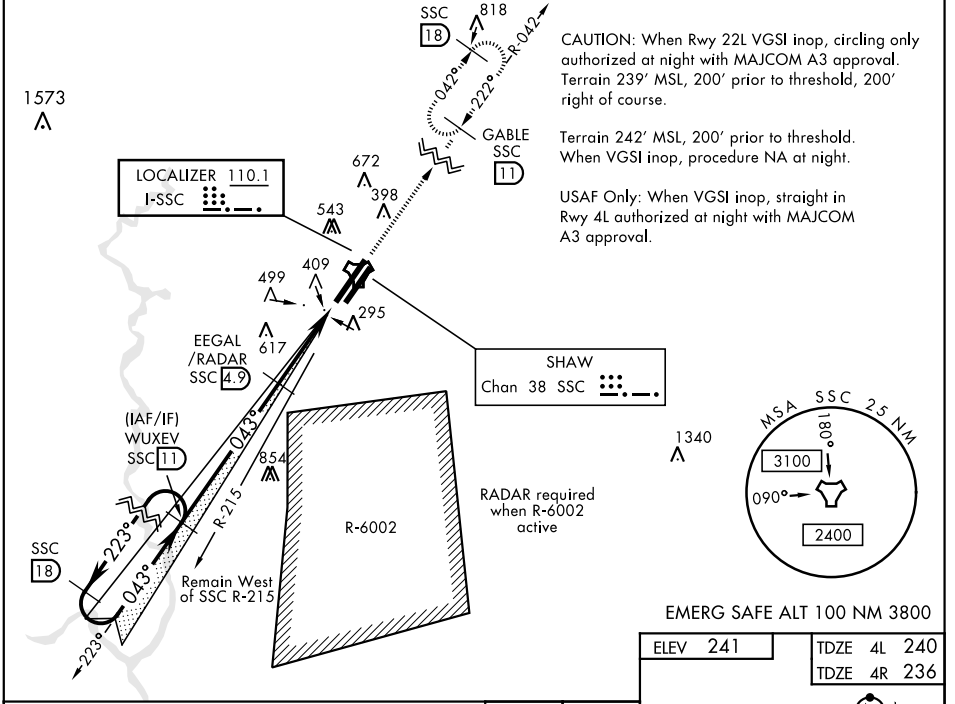 SSC
18
818
R-042
042°
222°
GABLE
SSC
11
CAUTION: When Rwy 22L VGSI inop, circling only
authorized at night with MAJCOM A3 approval.
Terrain 239' MSL, 200' prior to threshold, 200'
right of course.
Terrain 242' MSL, 200' prior to threshold.
When VGSI inop, procedure NA at night.
USAF Only: When VGSI inop, straight in
Rwy 4L authorized at night with MAJCOM
A3 approval.
1573
LOCALIZER 110.1
I-SSC
672
398
543
409
499
295
617
EEGAL
/RADAR
SSC 4.9
SHAW
Chan 38 SSC
(IAF/IF)
WUXEV
SSC 11
043°
854
R-215
1340
RADAR required
when R-6002
active
R-6002
MSA SSC 25 NM
180°
3100
090°
2400
223°
SSC
18
043°
Remain West
of SSC R-215
223°
EMERG SAFE ALT 100 NM 3800
ELEV 241
TDZE 4L 240
TDZE 4R 236